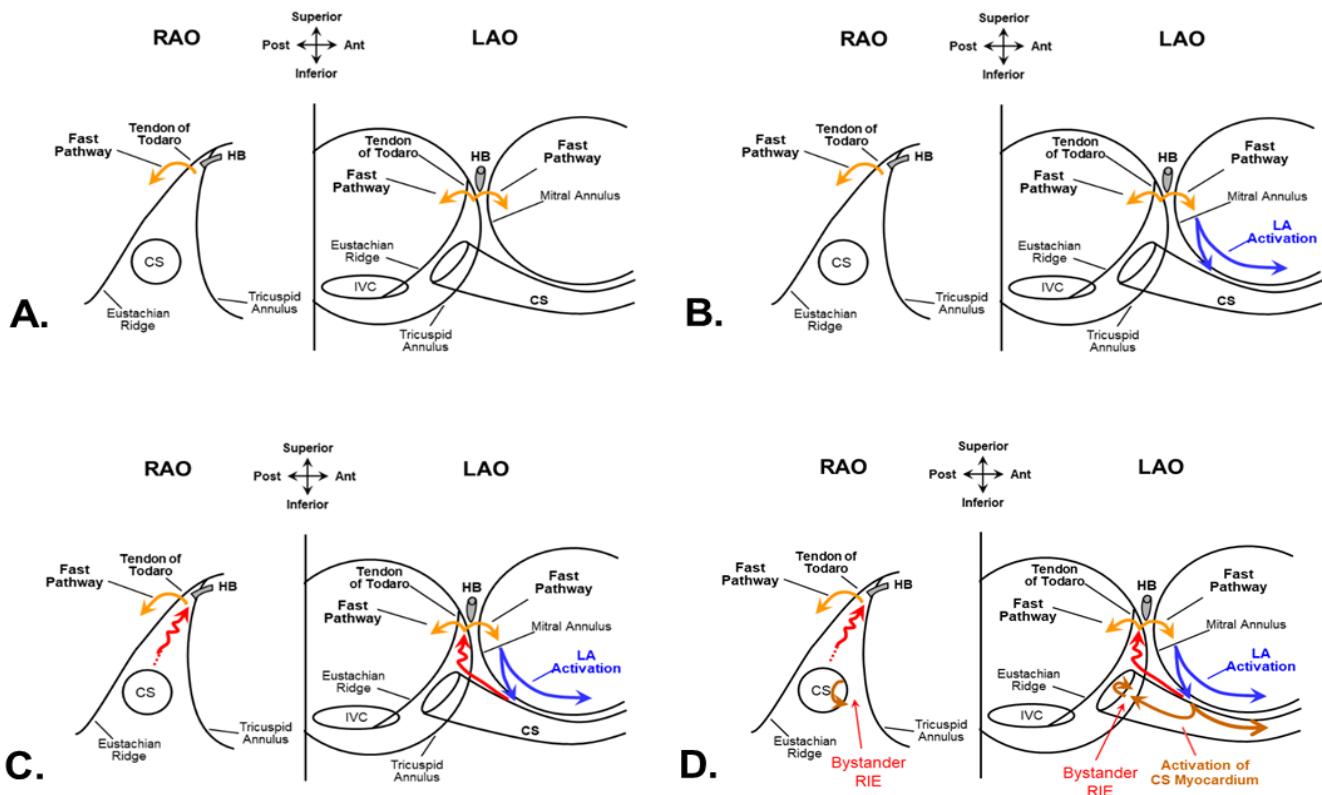 Superior
RAO
Post
Ant
LAO
Inferior
Fast
Pathway
Tendon of
Todaro
HB
CS
Eustachian
Ridge
Tricuspid
Annulus
Tendon
of Todaro
HB
Fast
Pathway
Fast
Pathway
Mitral Annulus
Eustachian
Ridge
IVC
CS
Tricuspid
Annulus
A.
Superior
RAO
Post
Ant
LAO
Inferior
Fast
Pathway
Tendon of
Todaro
HB
CS
Eustachian
Ridge
Tricuspid
Annulus
Tendon
of Todaro
HB
Fast
Pathway
Fast
Pathway
Mitral Annulus
LA
Activation
Eustachian
Ridge
IVC
CS
Tricuspid
Annulus
B.
Superior
RAO
Post
Ant
LAO
Inferior
Fast
Pathway
Tendon of
Todaro
HB
CS
Eustachian
Ridge
Tricuspid
Annulus
Tendon
of Todaro
HB
Fast
Pathway
Fast
Pathway
Mitral Annulus
LA
Activation
Eustachian
Ridge
IVC
CS
Tricuspid
Annulus
C.
Superior
RAO
Post
Ant
LAO
Inferior
Fast
Pathway
Tendon of
Todaro
HB
CS
Eustachian
Ridge
Tricuspid
Annulus
Bystander
RIE
Tendon
of Todaro
HB
Fast
Pathway
Fast
Pathway
Mitral Annulus
LA
Activation
Eustachian
Ridge
IVC
CS
Bystander
RIE
Activation of
CS Myocardium
D.